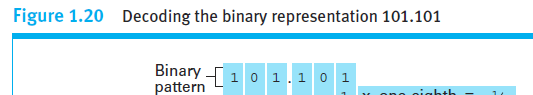 Figure 1.20 Decoding the binary representation 101.101
Binary pattern
1 0 1 . 1 0 1